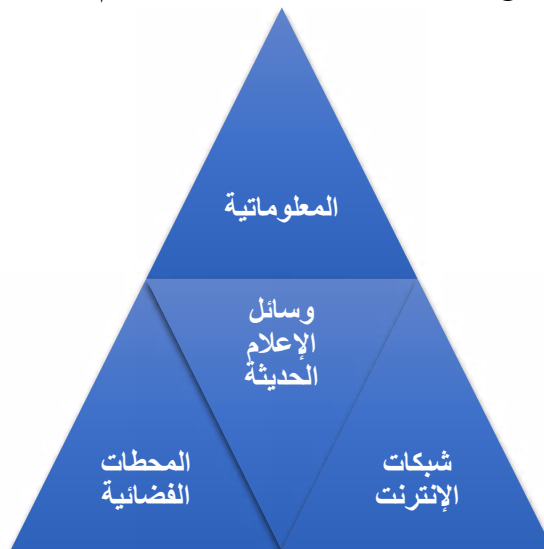 المعلوماتية
وسائل
الإعلام
الحديثة
شبكات
الإنترنت
المحطات
الفضائية